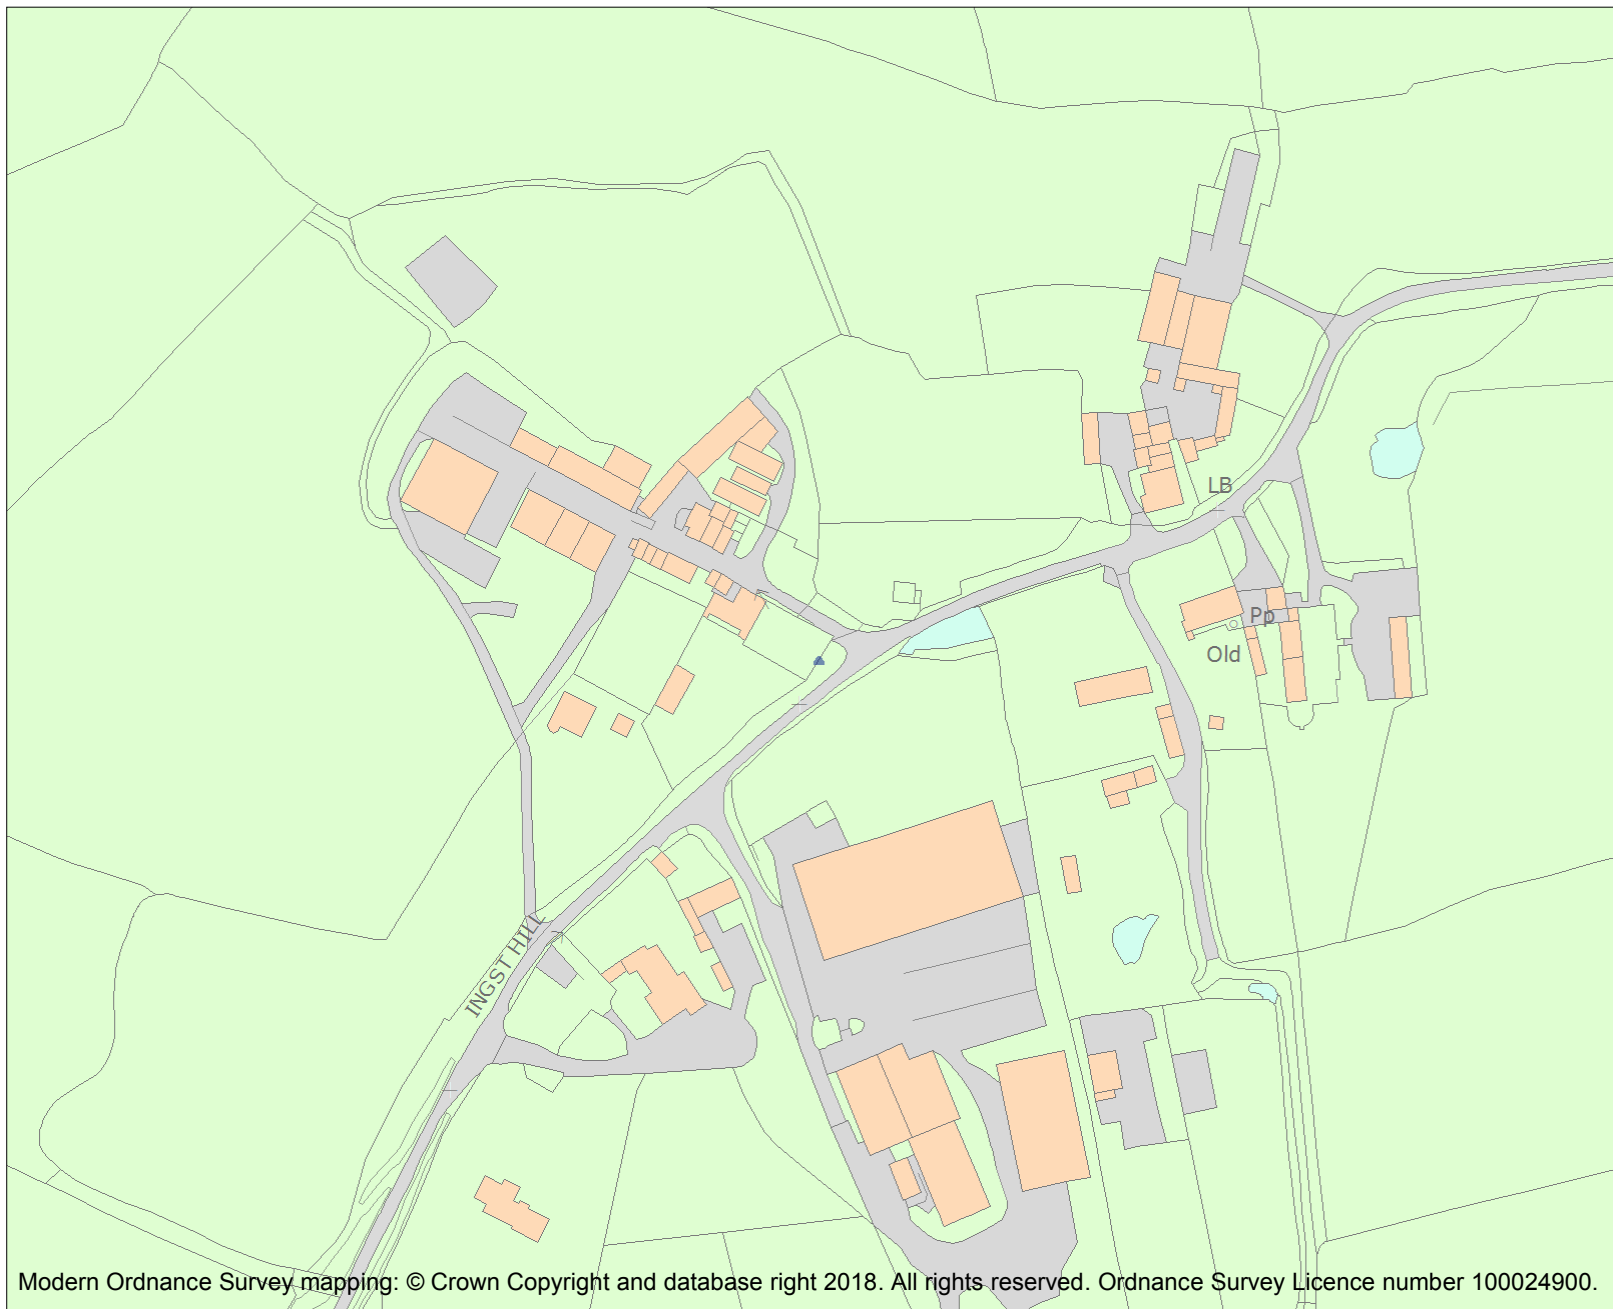 LB
Pp
Old
INGST HILL
Modern Ordnance Survey mapping: © Crown Copyright and database right 2018. All rights reserved. Ordnance Survey Licence number 100024900.